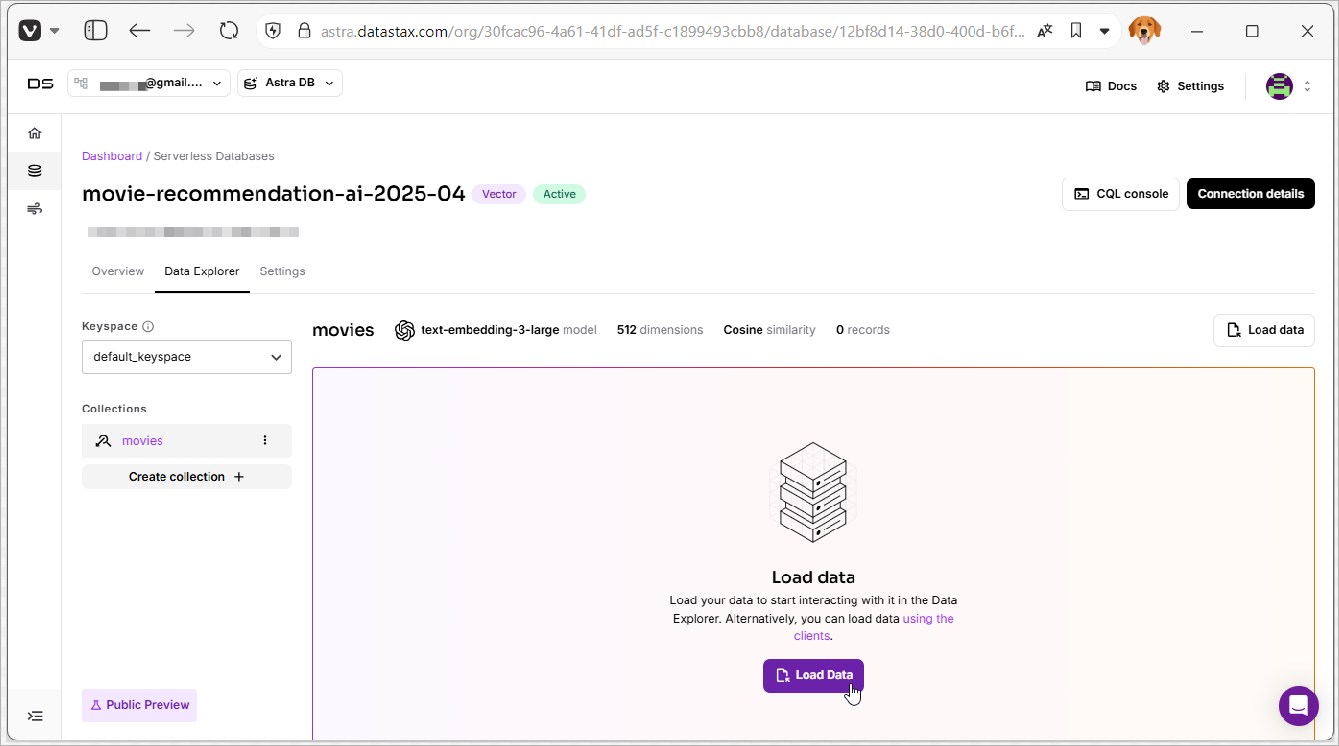 astra.datastax.com/org/30fcac96-4a61-41df-ad5f-c1899493cbb8/database/12bf8d14-38d0-400d-b6f...
DS
@gmail....
Astra DB
Docs
Settings
Dashboard / Serverless Databases
movie-recommendation-ai-2025-04
Vector
Active
CQL console
Connection details
Overview
Data Explorer
Settings
Keyspace
default_keyspace
Collections
movies
Create collection +
Public Preview
movies
text-embedding-3-large model
512 dimensions
Cosine similarity
0 records
Load data
Load data
Load your data to start interacting with it in the Data
Explorer. Alternatively, you can load data using the
clients.
Load Data